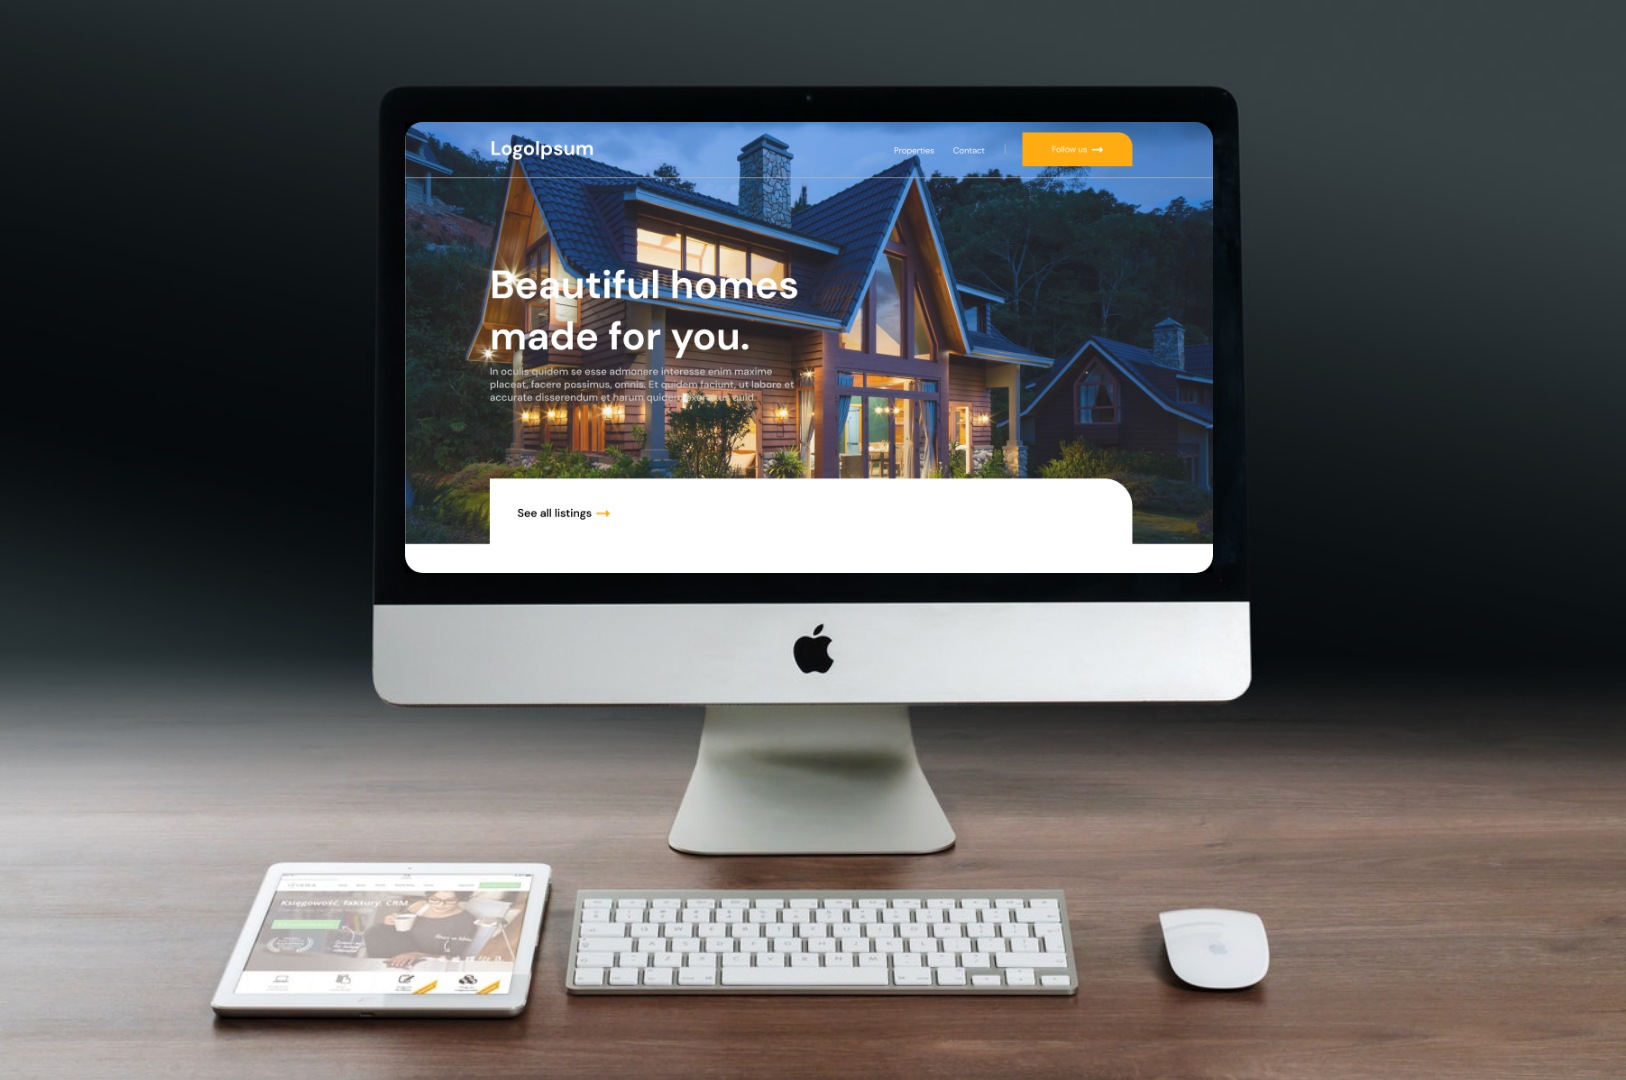 LogoIpsum
Properties
Contact
Follow us
Beautiful homes
made for you.
In oculis quidem se esse admonere interesse enim maxime
placeat, facere possimus, omnis. Et quidem faciunt, ut labore et
accurate disserendum et harum quidem exercitus quid.
See all listings
Księgowość, faktury, CRM